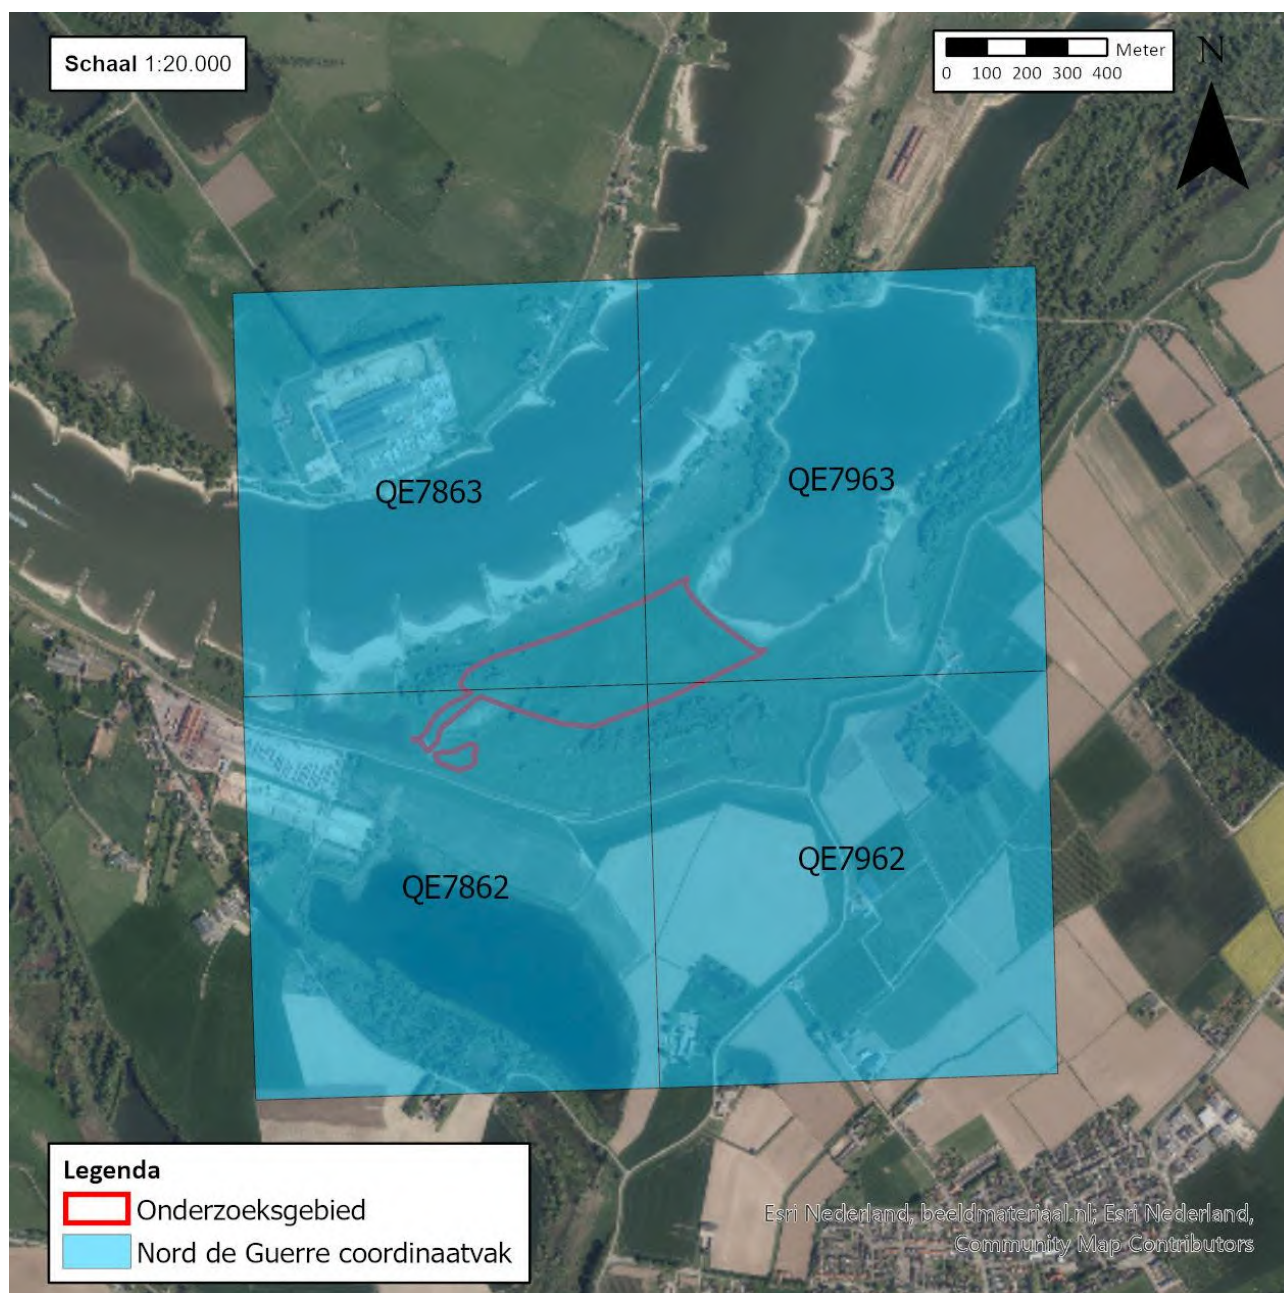 Schaal 1:20.000
Meter
0 100 200 300 400
N
QE7863
QE7963
QE7862
QE7962
Legenda
Onderzoeksgebied
Nord de Guerre coordinaatvak
Esri Nederland, beeldmateriaal.nl; Esri Nederland,
Community Map Contributors